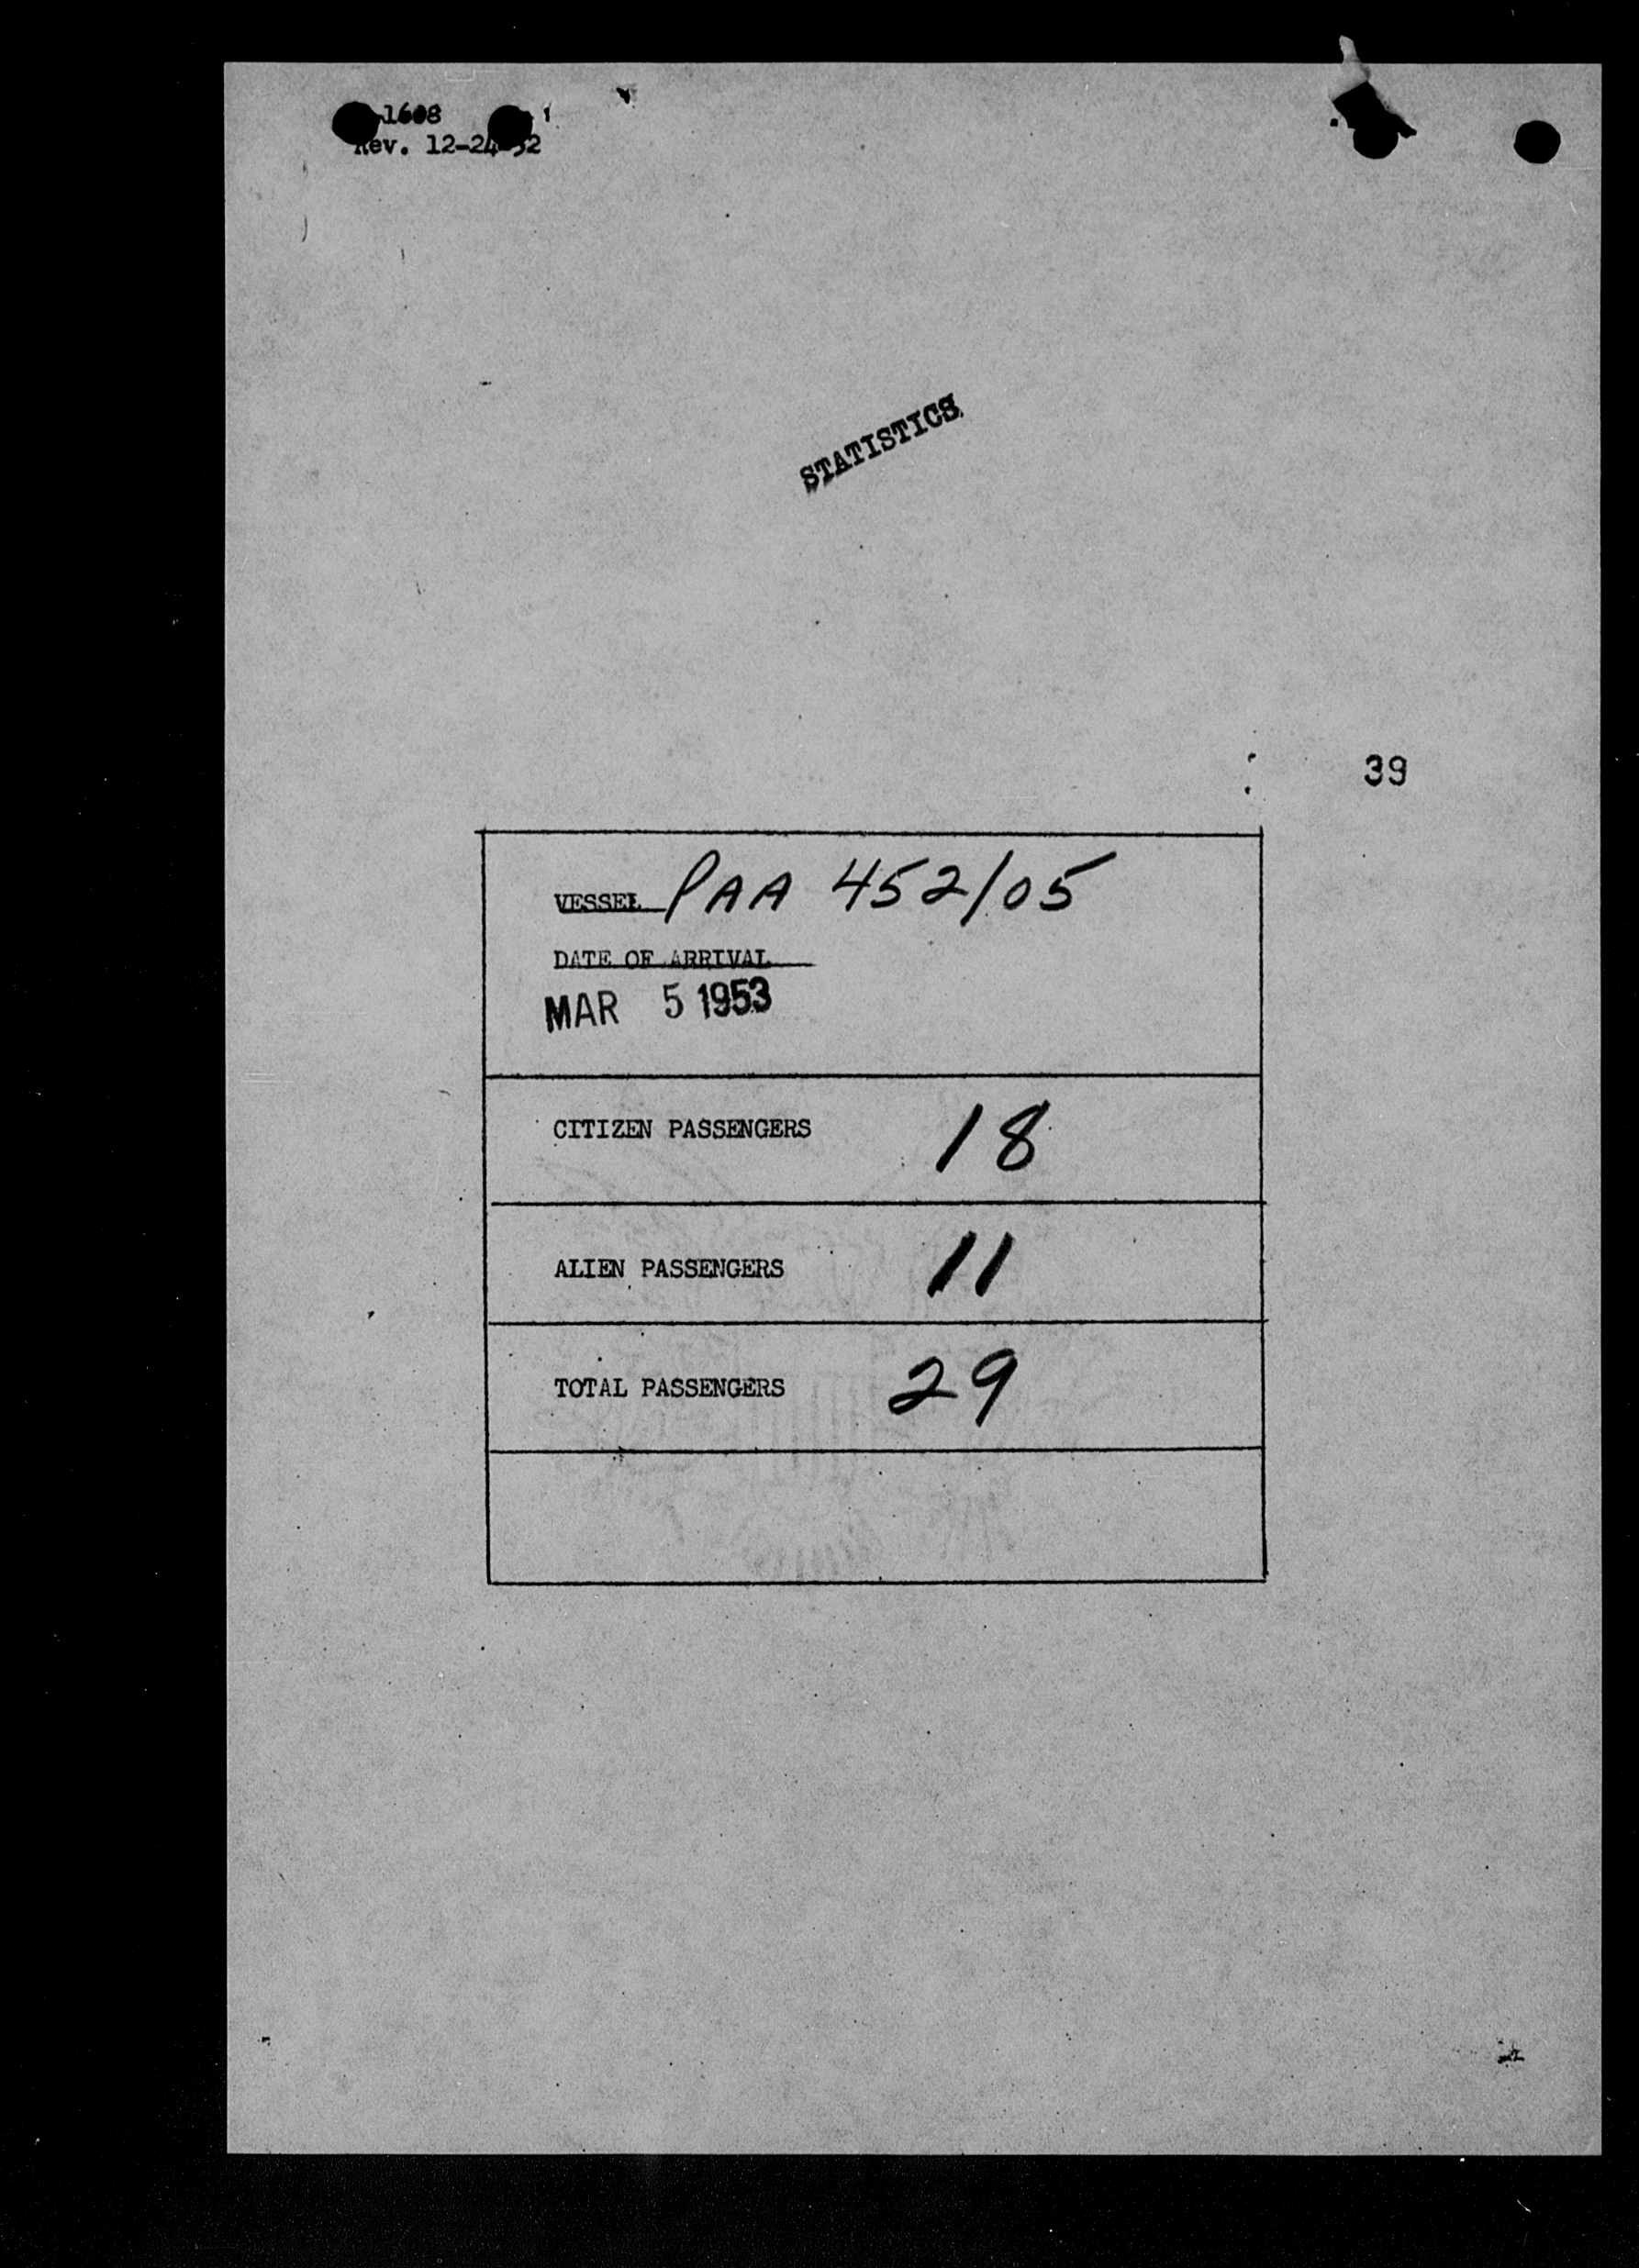 1608
Rev. 12-24-52
STATISTICS
39
VESSEL PAA 452/05
DATE OF ARRIVAL
MAR 5 1953
CITIZEN PASSENGERS 18
ALIEN PASSENGERS 11
TOTAL PASSENGERS 29